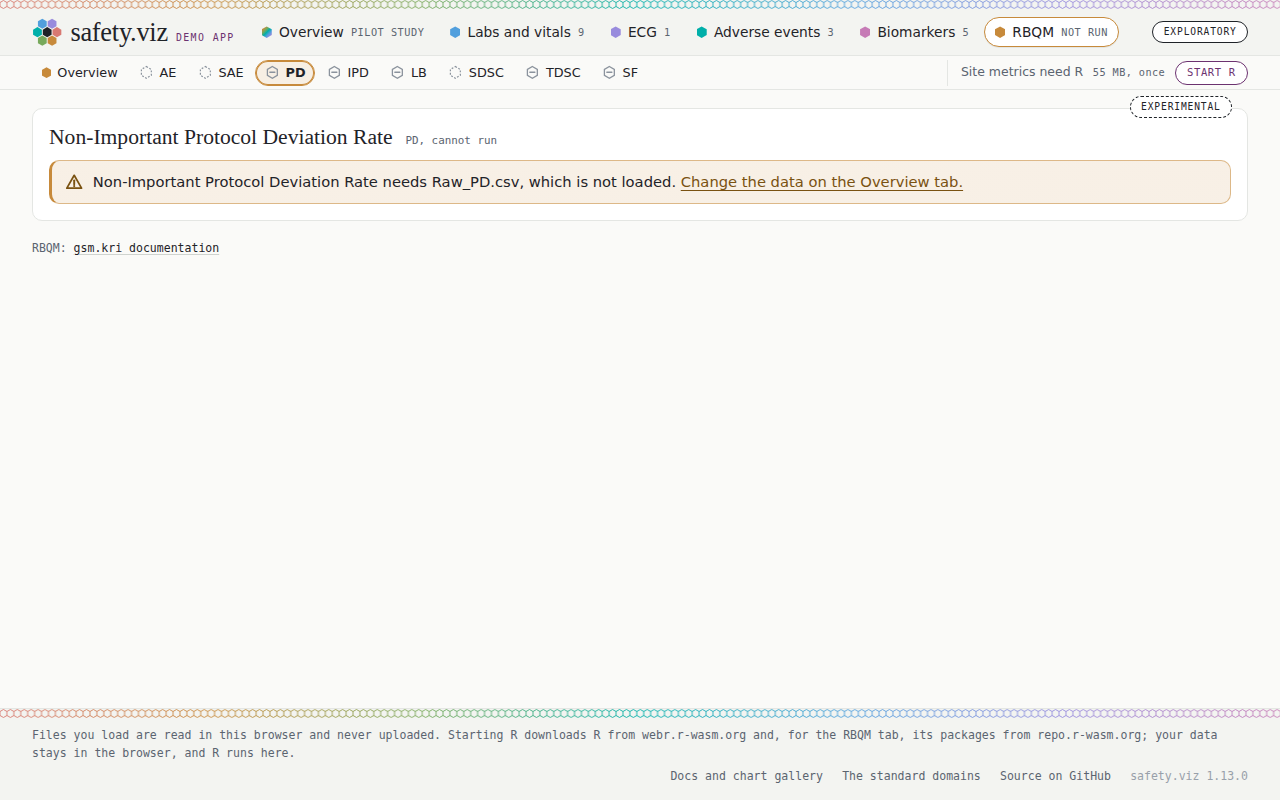 safety.viz DEMO APP
Overview PILOT STUDY
Labs and vitals 9
ECG 1
Adverse events 3
Biomarkers 5
RBQM NOT RUN
EXPLORATORY
Overview
AE
SAE
PD
IPD
LB
SDSC
TDSC
SF
Site metrics need R 55 MB, once
START R
EXPERIMENTAL
Non-Important Protocol Deviation Rate PD, cannot run
Non-Important Protocol Deviation Rate needs Raw_PD.csv, which is not loaded. Change the data on the Overview tab.
RBQM: gsm.kri documentation
Files you load are read in this browser and never uploaded. Starting R downloads R from webr.r-wasm.org and, for the RBQM tab, its packages from repo.r-wasm.org; your data
stays in the browser, and R runs here.
Docs and chart gallery The standard domains Source on GitHub safety.viz 1.13.0